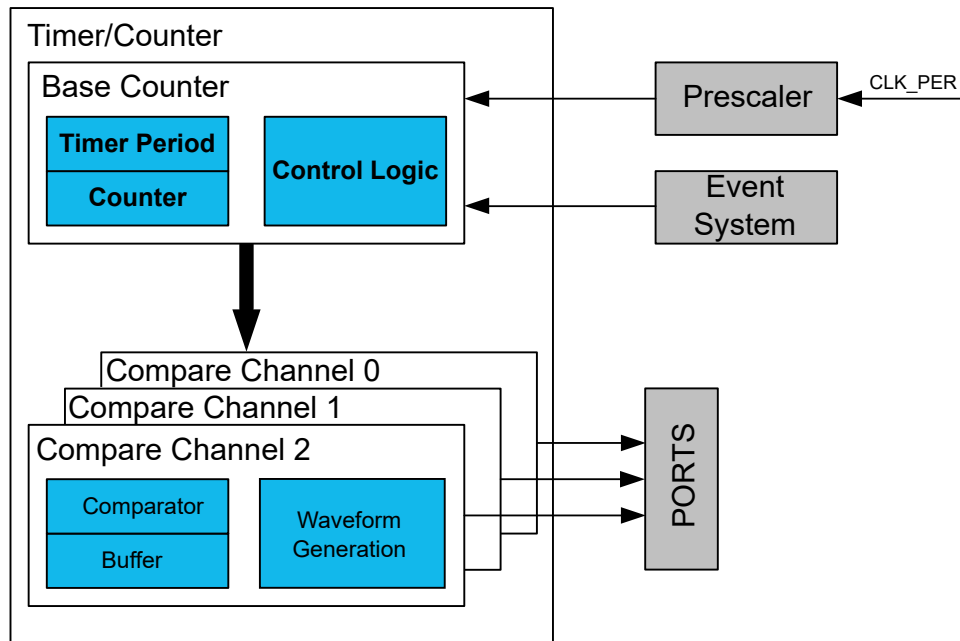 Timer/Counter
Base Counter
Timer Period
Counter
Control Logic
Prescaler
CLK_PER
Event
System
Compare Channel 0
Compare Channel 1
Compare Channel 2
Comparator
Buffer
Waveform
Generation
PORTS